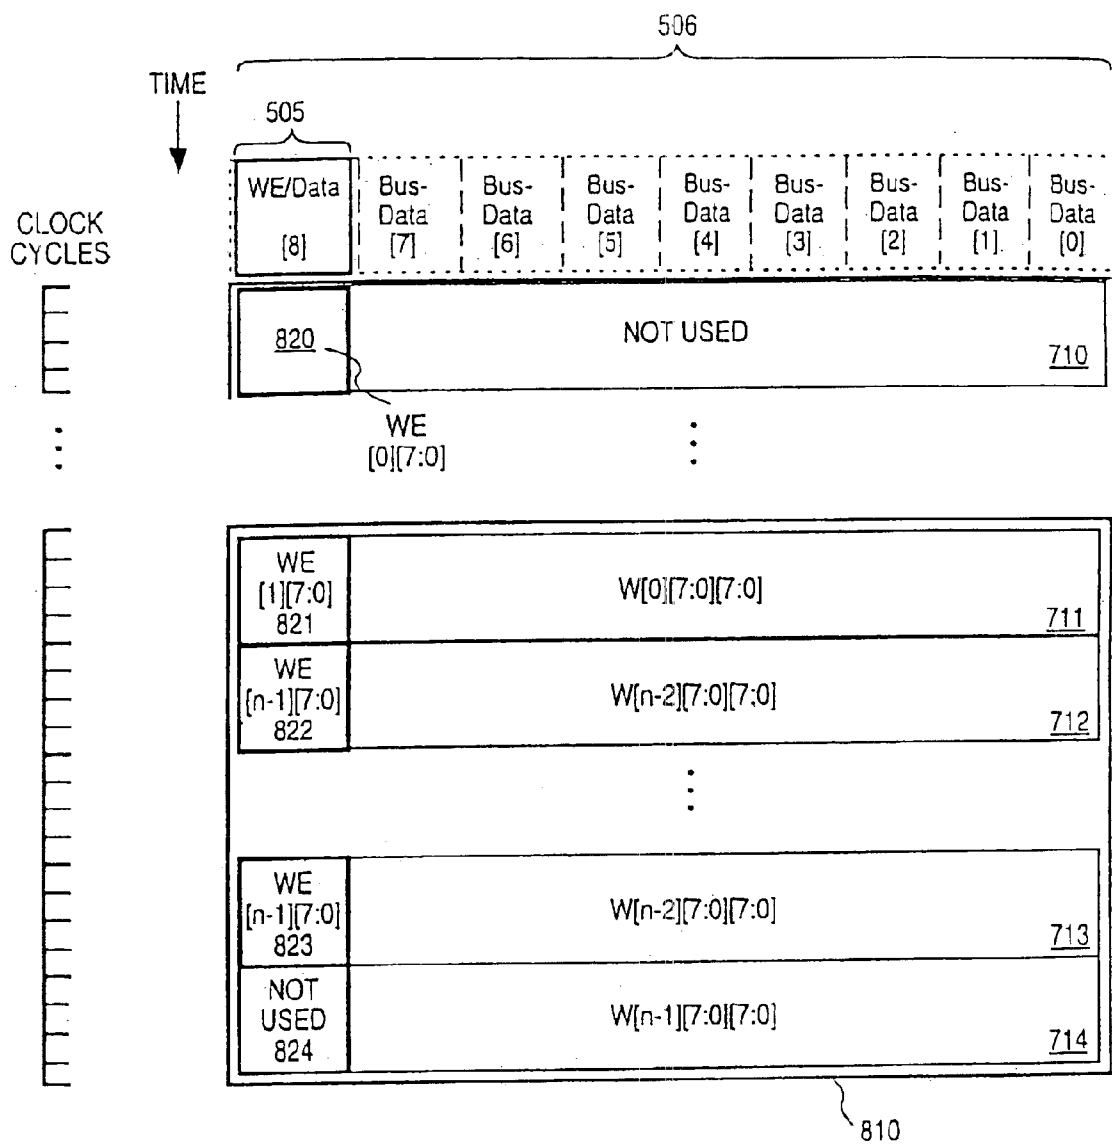 506
TIME
505
WE/Data
[8]
Bus-
Data
[7]
Bus-
Data
[6]
Bus-
Data
[5]
Bus-
Data
[4]
Bus-
Data
[3]
Bus-
Data
[2]
Bus-
Data
[1]
Bus-
Data
[0]
CLOCK
CYCLES
820
NOT USED
710
WE
[0][7:0]
WE
[1][7:0]
821
W[0][7:0][7:0]
711
WE
[n-1][7:0]
822
W[n-2][7:0][7;0]
712
WE
[n-1][7:0]
823
W[n-2][7:0][7:0]
713
NOT
USED
824
W[n-1][7:0][7:0]
714
810